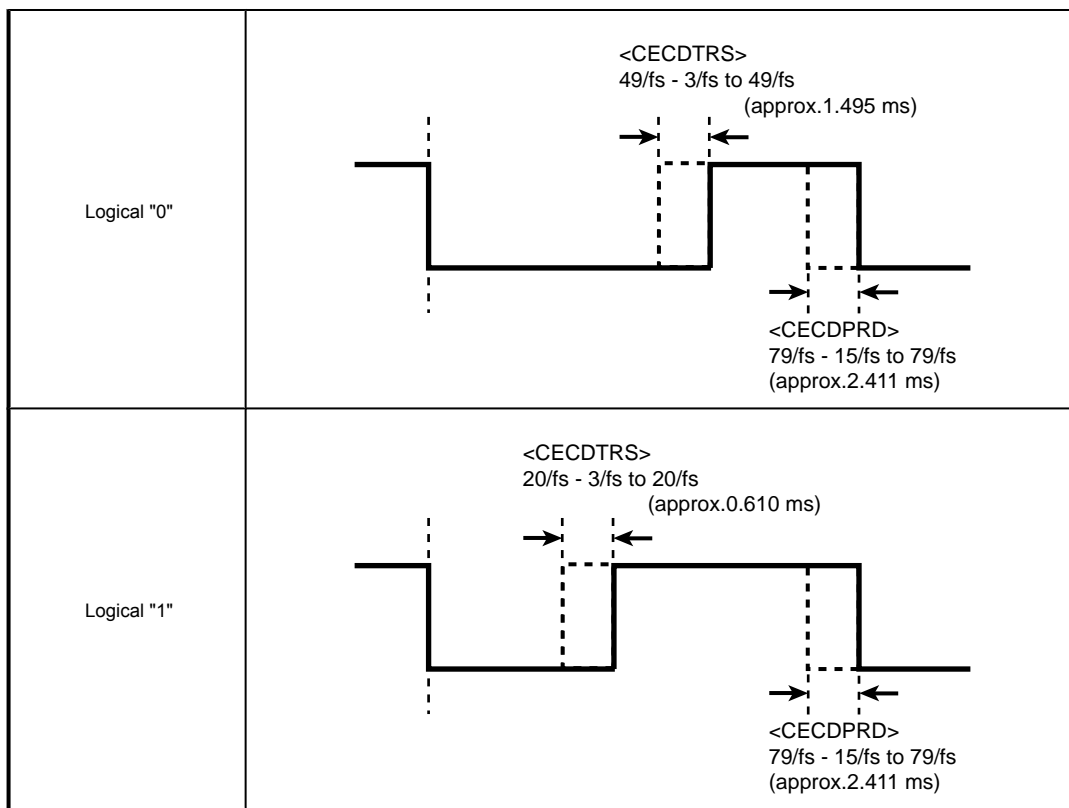 <CECDTRS>
49/fs - 3/fs to 49/fs
(approx.1.495 ms)
Logical "0"
<CECDPRD>
79/fs - 15/fs to 79/fs
(approx.2.411 ms)
<CECDTRS>
20/fs - 3/fs to 20/fs
(approx.0.610 ms)
Logical "1"
<CECDPRD>
79/fs - 15/fs to 79/fs
(approx.2.411 ms)